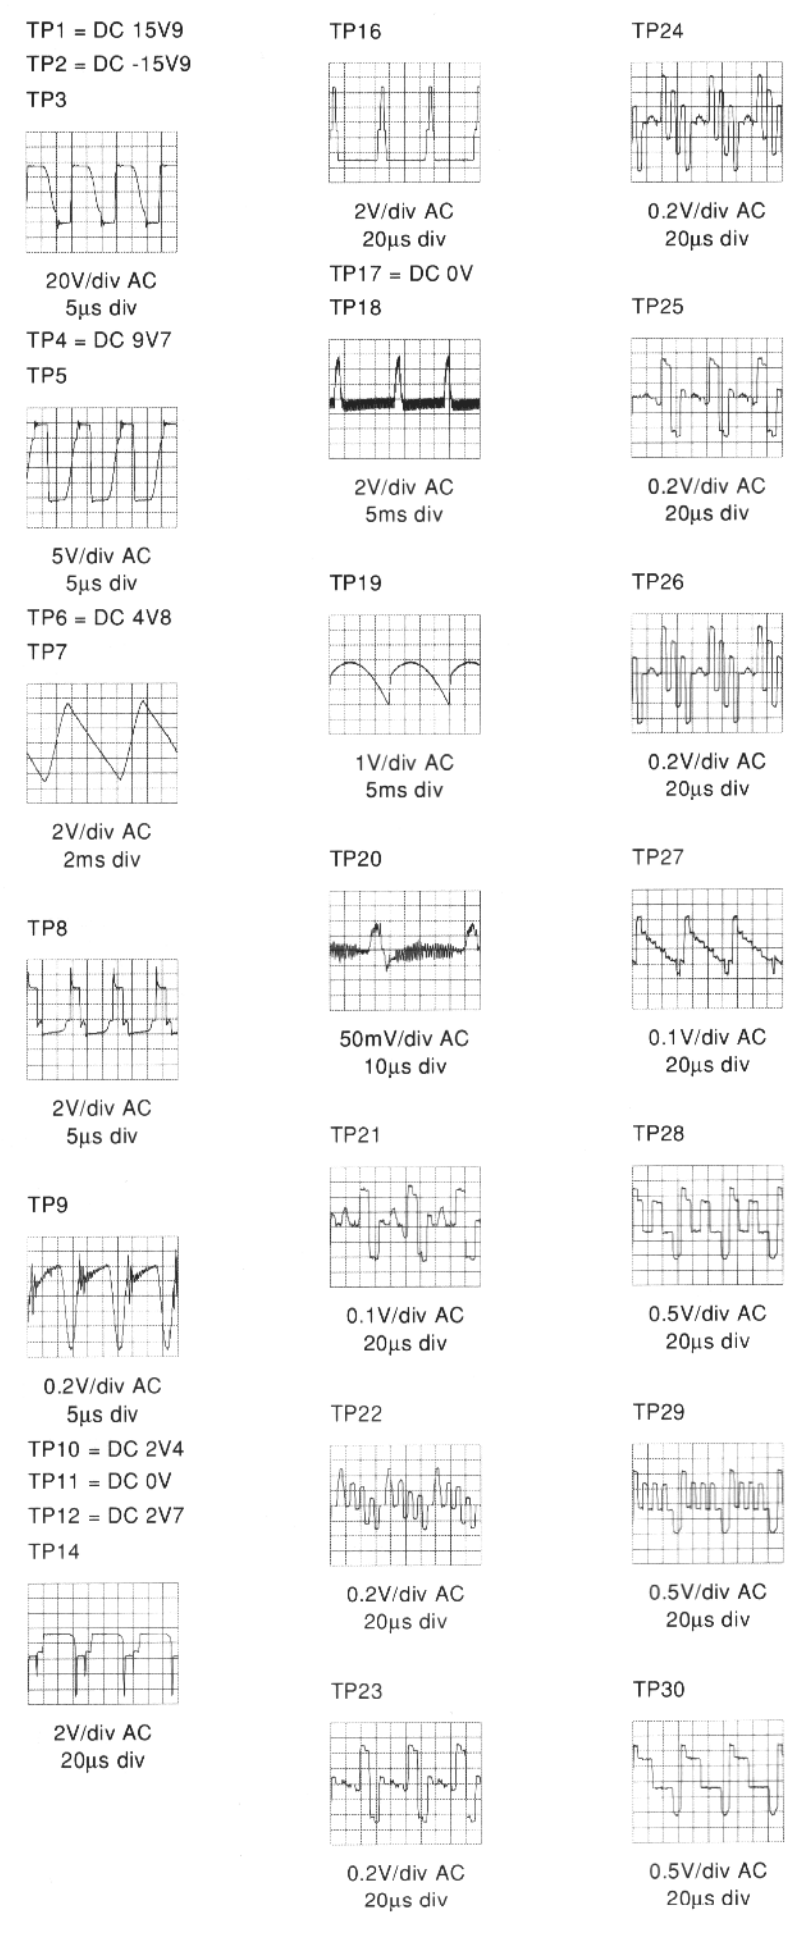 TP1 = DC 15V9
TP2 = DC -15V9
TP3
20V/div AC
5µs div
TP4 = DC 9V7
TP5
5V/div AC
5µs div
TP6 = DC 4V8
TP7
2V/div AC
2ms div
TP8
2V/div AC
5µs div
TP9
0.2V/div AC
5µs div
TP10 = DC 2V4
TP11 = DC 0V
TP12 = DC 2V7
TP14
2V/div AC
20µs div
TP16
2V/div AC
20µs div
TP17 = DC 0V
TP18
2V/div AC
5ms div
TP19
1V/div AC
5ms div
TP20
50mV/div AC
10µs div
TP21
0.1V/div AC
20µs div
TP22
0.2V/div AC
20µs div
TP23
0.2V/div AC
20µs div
TP24
0.2V/div AC
20µs div
TP25
0.2V/div AC
20µs div
TP26
0.2V/div AC
20µs div
TP27
0.1V/div AC
20µs div
TP28
0.5V/div AC
20µs div
TP29
0.5V/div AC
20µs div
TP30
0.5V/div AC
20µs div